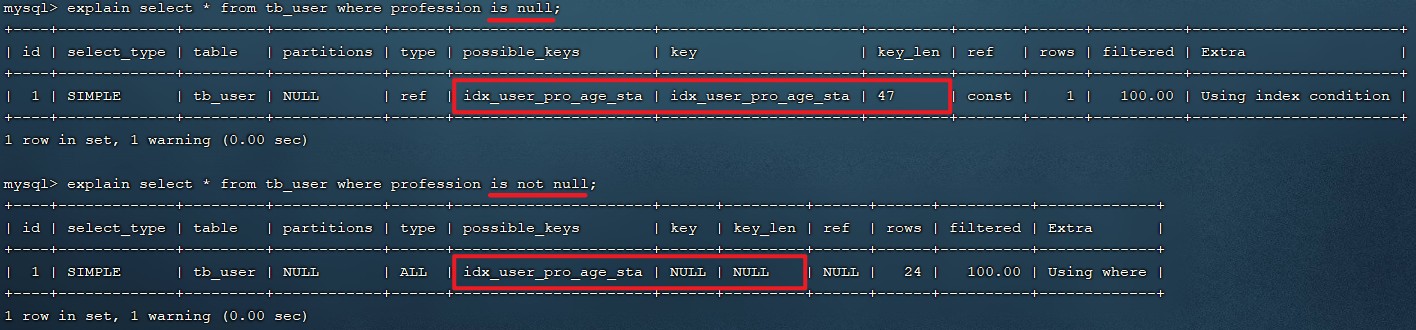 mysql> explain select * from tb_user where profession is null;
+----+-------------+---------+------------+------+----------------------+----------------------+---------+-------+------+----------+-----------------------+
| id | select_type | table | partitions | type | possible_keys | key | key_len | ref | rows | filtered | Extra |
+----+-------------+---------+------------+------+----------------------+----------------------+---------+-------+------+----------+-----------------------+
| 1 | SIMPLE | tb_user | NULL | ref | idx_user_pro_age_sta | idx_user_pro_age_sta | 47 | const | 1 | 100.00 | Using index condition |
+----+-------------+---------+------------+------+----------------------+----------------------+---------+-------+------+----------+-----------------------+
1 row in set, 1 warning (0.00 sec)
mysql> explain select * from tb_user where profession is not null;
+----+-------------+---------+------------+------+----------------------+------+---------+------+------+----------+-------------+
| id | select_type | table | partitions | type | possible_keys | key | key_len | ref | rows | filtered | Extra |
+----+-------------+---------+------------+------+----------------------+------+---------+------+------+----------+-------------+
| 1 | SIMPLE | tb_user | NULL | ALL | idx_user_pro_age_sta | NULL | NULL | NULL | 24 | 100.00 | Using where |
+----+-------------+---------+------------+------+----------------------+------+---------+------+------+----------+-------------+
1 row in set, 1 warning (0.00 sec)